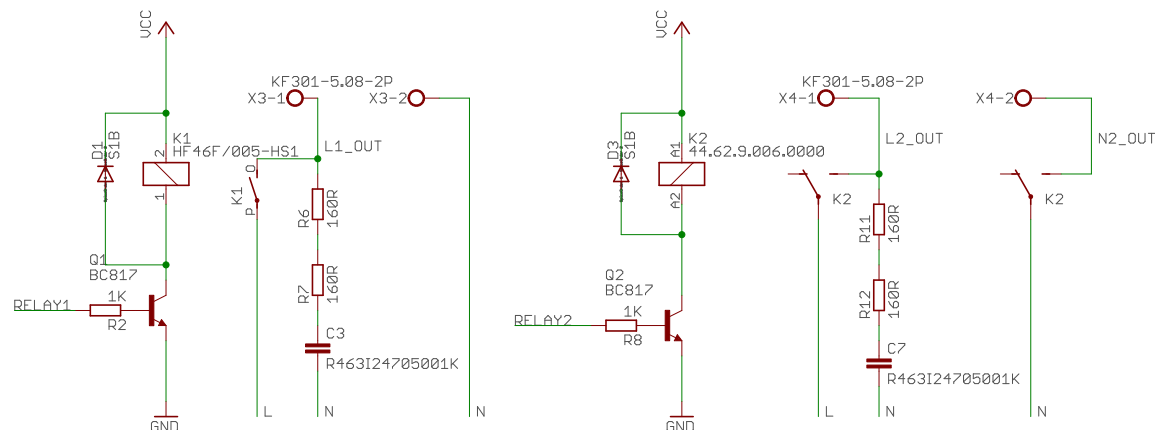 VCC
VCC
KF301-5.08-2P
KF301-5.08-2P
X3-1
X3-2
X4-1
X4-2
D1
S1B
2
K1
HF46F/005-HS1
1
L1_OUT
K1
O
P
R6
160R
R7
160R
C3
R463I24705001K
Q1
BC817
RELAY1
1K
R2
GND
L
N
N
D3
S1B
A1
K2
44.62.9.006.0000
A2
L2_OUT
N2_OUT
K2
K2
R11
160R
R12
160R
C7
R463I24705001K
Q2
BC817
RELAY2
1K
R8
GND
L
N
N